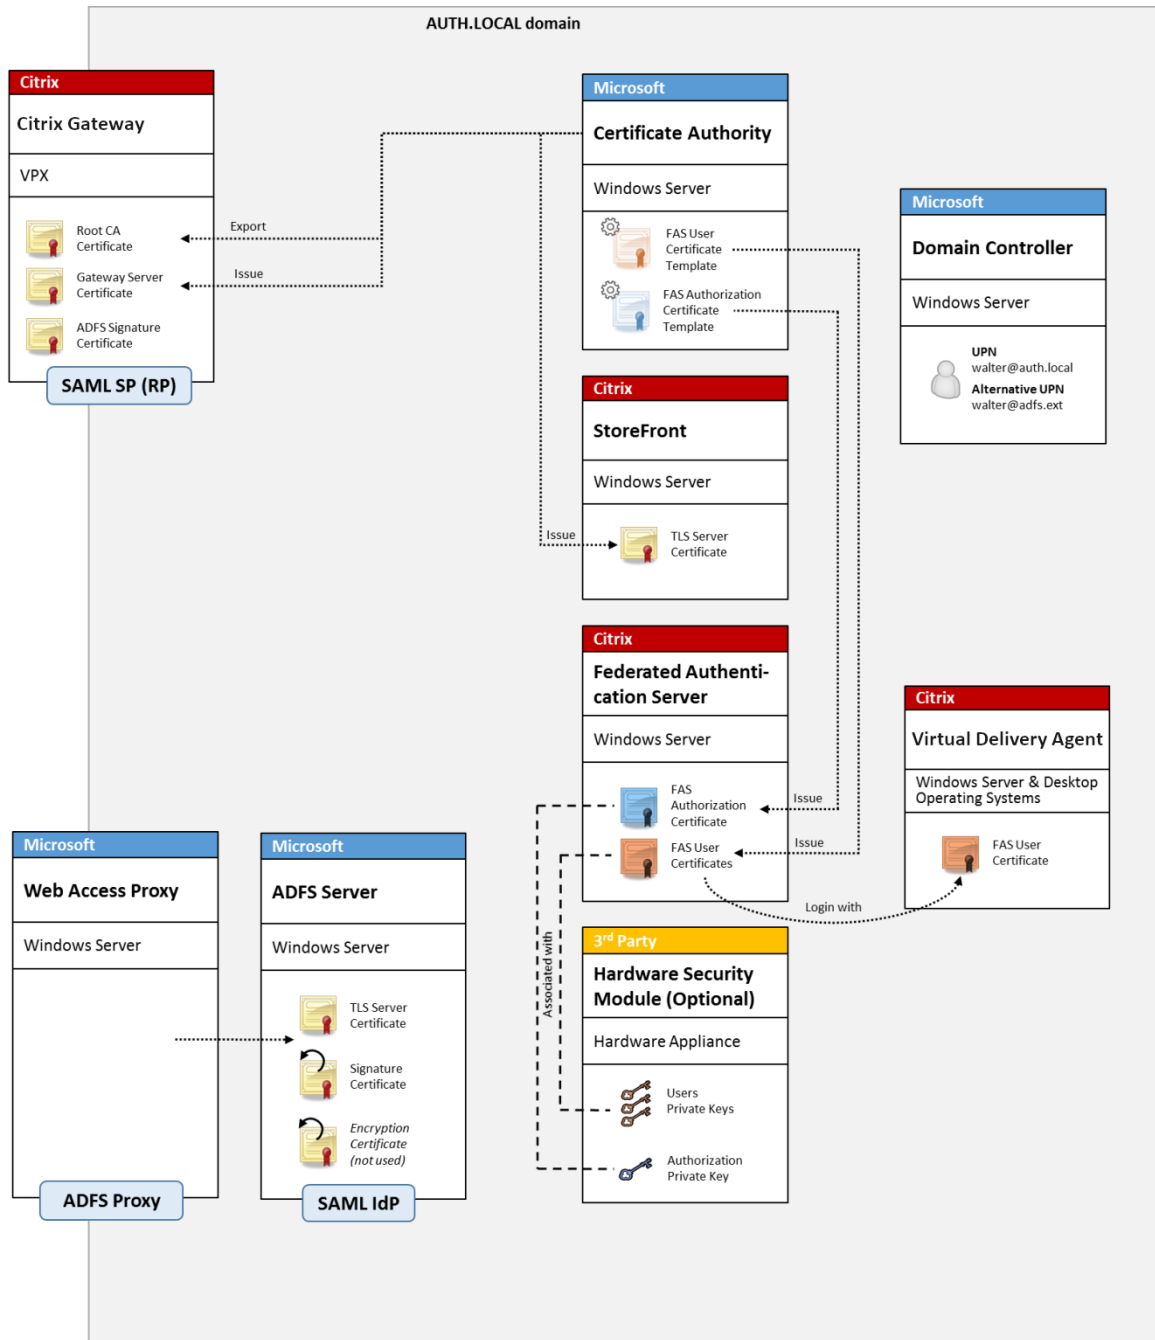 AUTH.LOCAL domain
Citrix
Citrix Gateway
VPX
Root CA
Certificate
Gateway Server
Certificate
ADFS Signature
Certificate
SAML SP (RP)
Export
Issue
Microsoft
Certificate Authority
Windows Server
FAS User
Certificate
Template
FAS Authorization
Certificate
Template
Microsoft
Domain Controller
Windows Server
UPN
walter@auth.local
Alternative UPN
walter@adfs.ext
Citrix
StoreFront
Windows Server
Issue
TLS Server
Certificate
Citrix
Federated Authenti-
cation Server
Windows Server
FAS
Authorization
Certificate
FAS User
Certificates
Issue
Issue
Login with
Citrix
Virtual Delivery Agent
Windows Server & Desktop
Operating Systems
FAS User
Certificate
Microsoft
Web Access Proxy
Windows Server
ADFS Proxy
Microsoft
ADFS Server
Windows Server
TLS Server
Certificate
Signature
Certificate
Encryption
Certificate
(not used)
SAML IdP
Associated with
3rd Party
Hardware Security
Module (Optional)
Hardware Appliance
Users
Private Keys
Authorization
Private Key